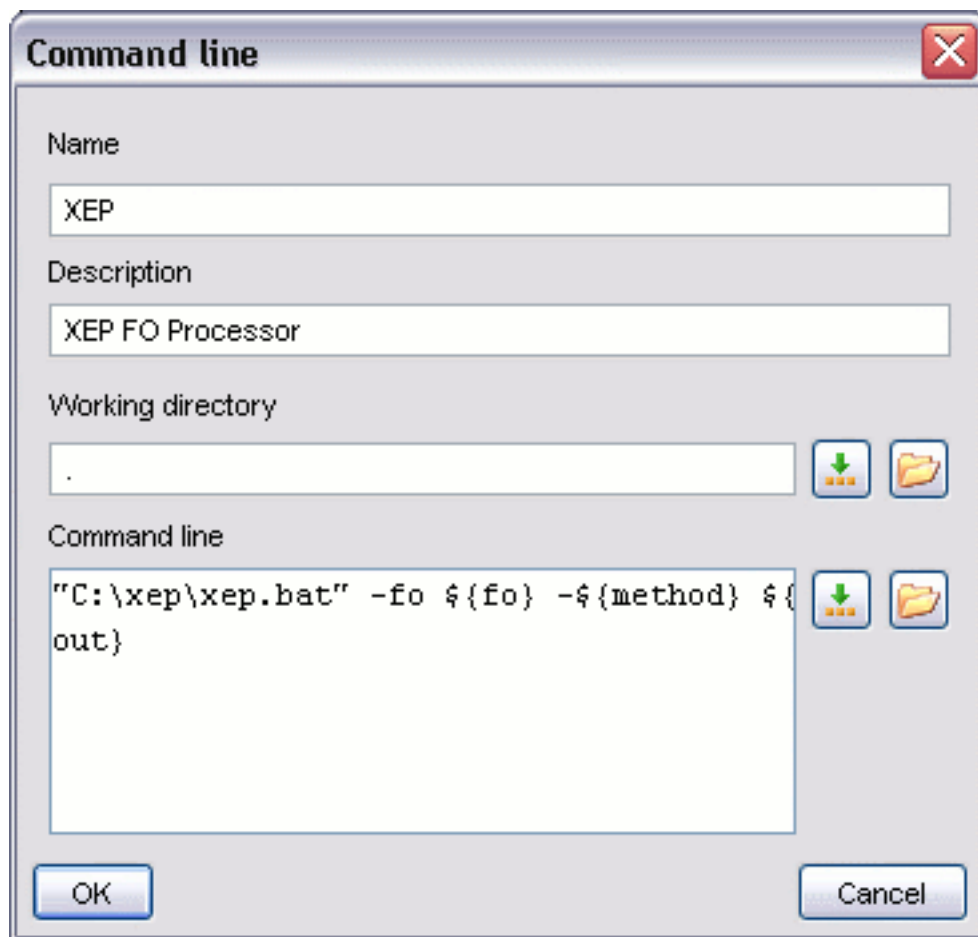 Command line
Name
XEP
Description
XEP FO Processor
Working directory
.
Command line
"C:\xep\xep.bat" -fo ${fo} -${method} ${
out}
OK
Cancel